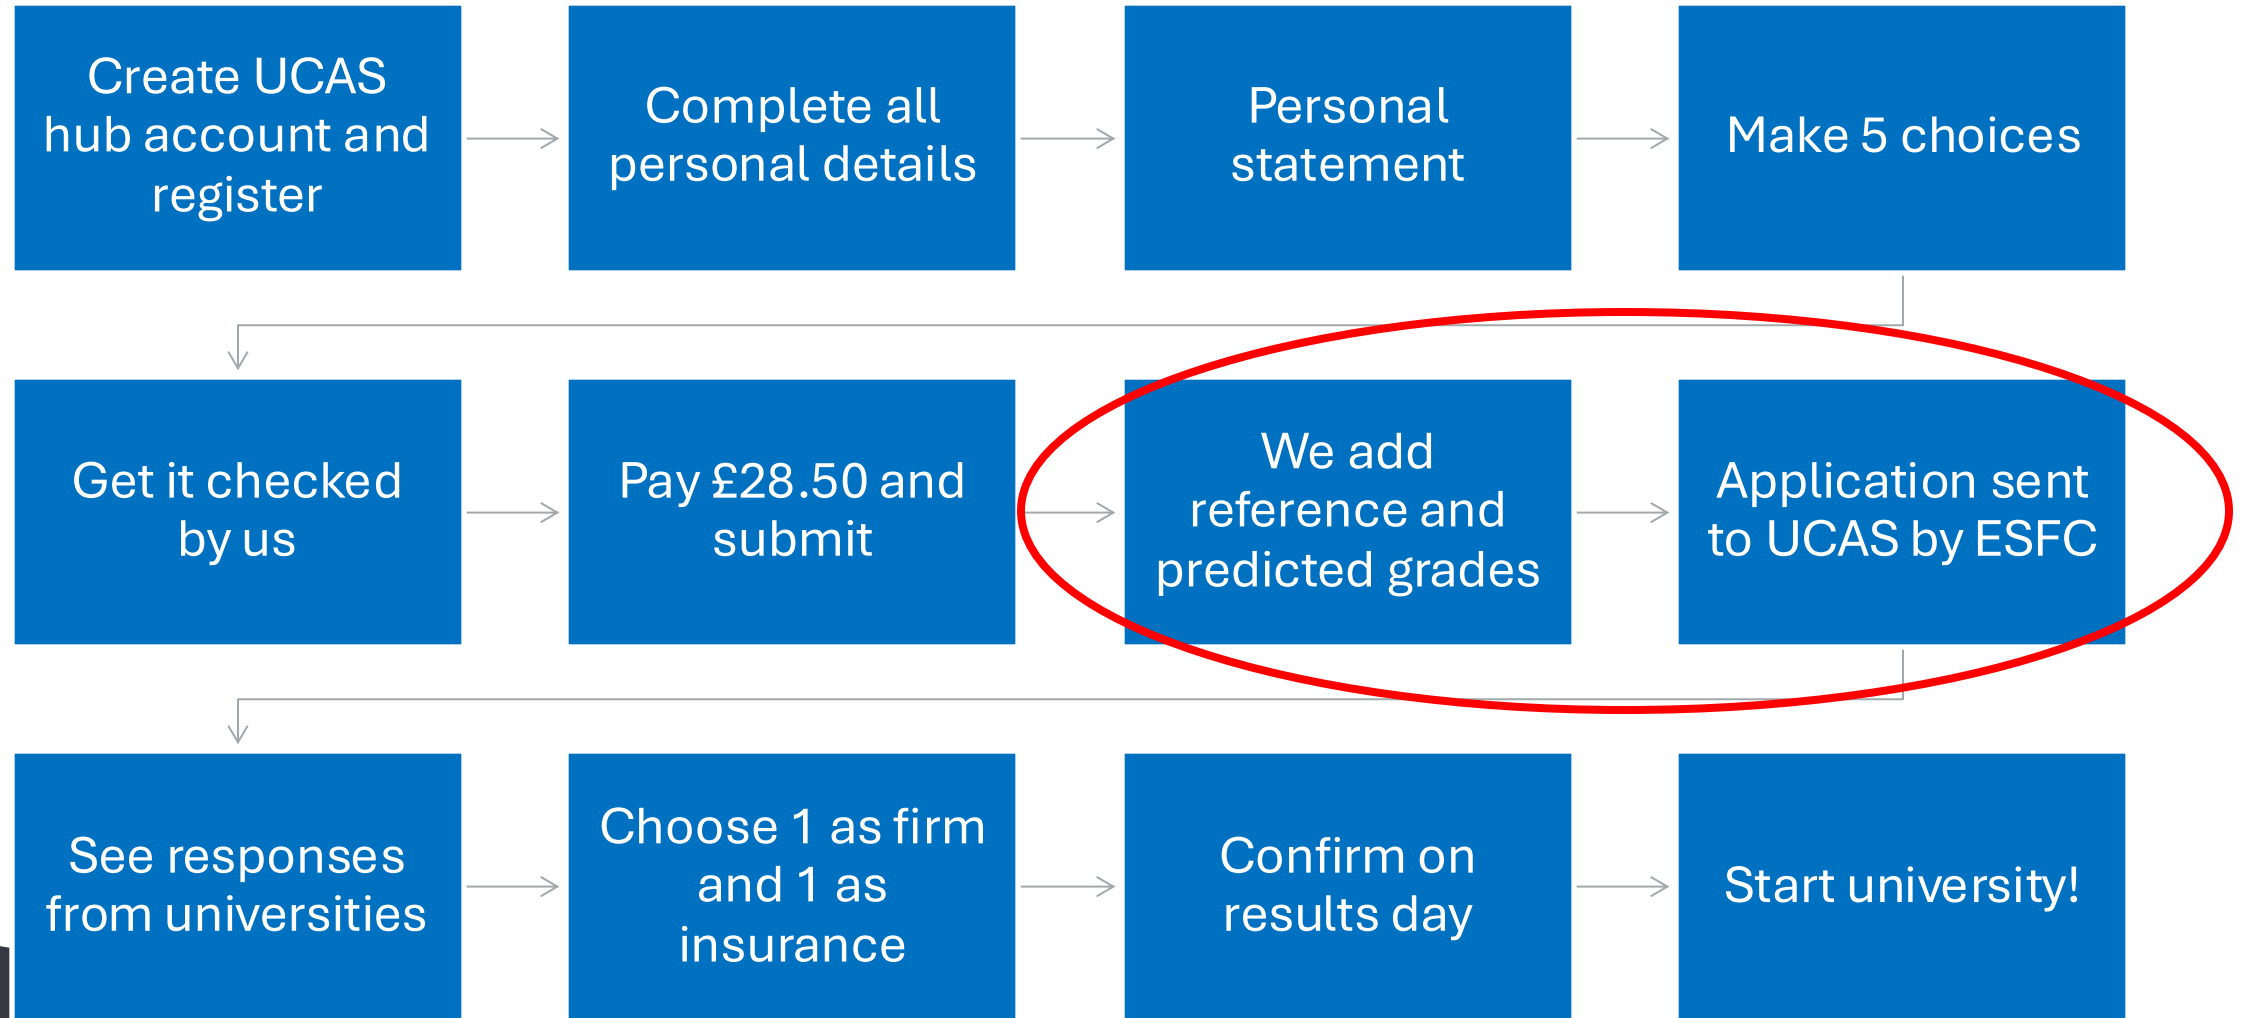 Create UCAS
hub account and
register
Complete all
personal details
Personal
statement
Make 5 choices
Get it checked
by us
Pay £28.50 and
submit
We add
reference and
predicted grades
Application sent
to UCAS by ESFC
See responses
from universities
Choose 1 as firm
and 1 as
insurance
Confirm on
results day
Start university!